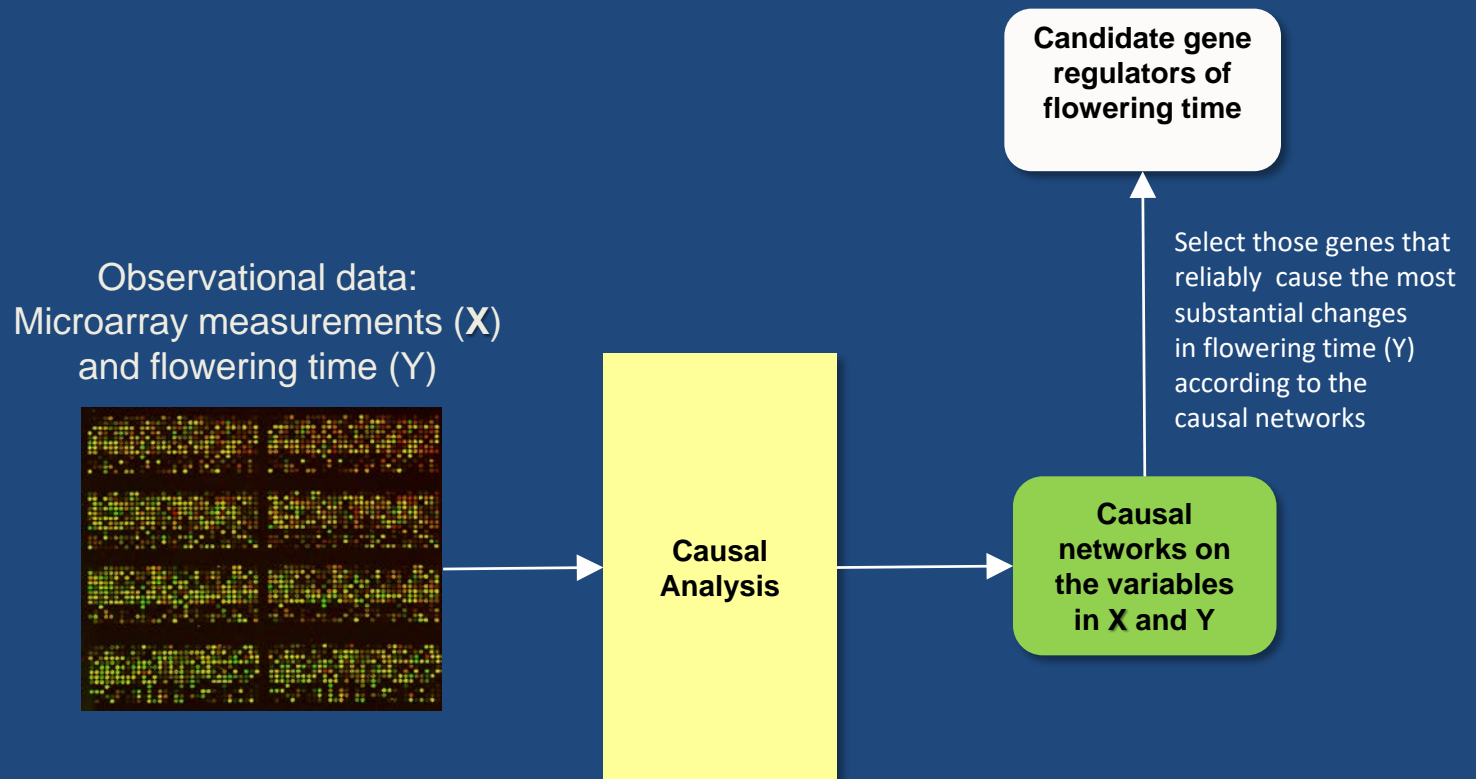 Candidate gene
regulators of
flowering time
Select those genes that
reliably cause the most
substantial changes
in flowering time (Y)
according to the
causal networks
Observational data:
Microarray measurements (X)
and flowering time (Y)
Causal
Analysis
Causal
networks on
the variables
in X and Y